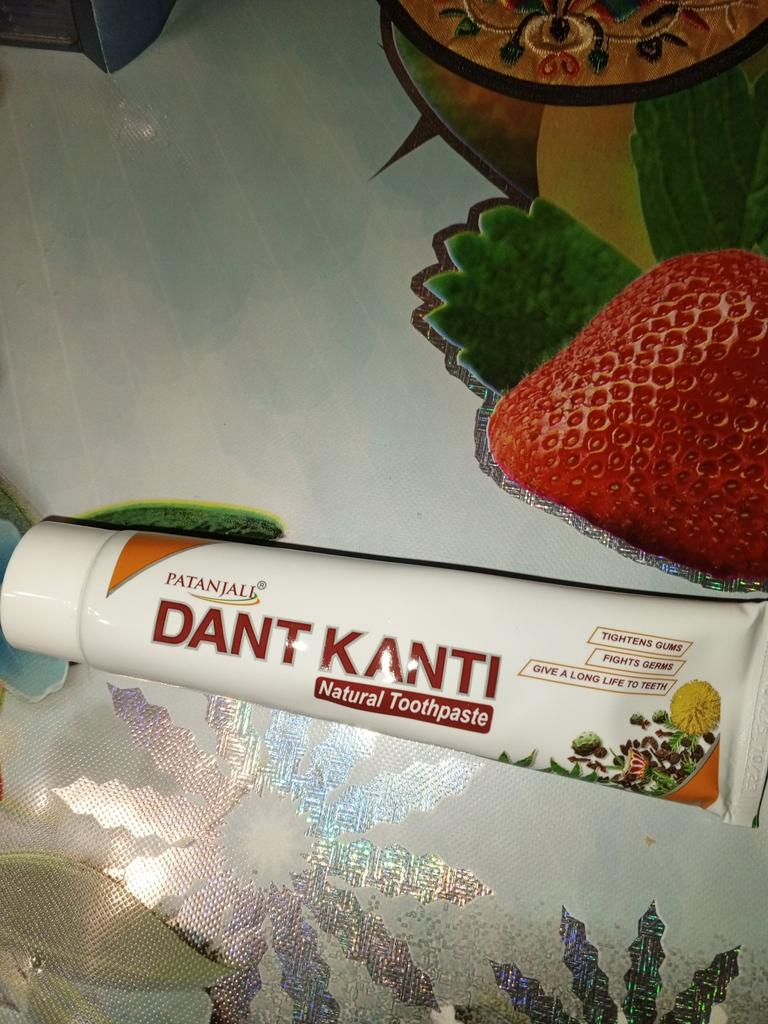 PATANJALI®
DANT KANTI
Natural Toothpaste
TIGHTENS GUMS
FIGHTS GERMS
GIVE A LONG LIFE TO TEETH